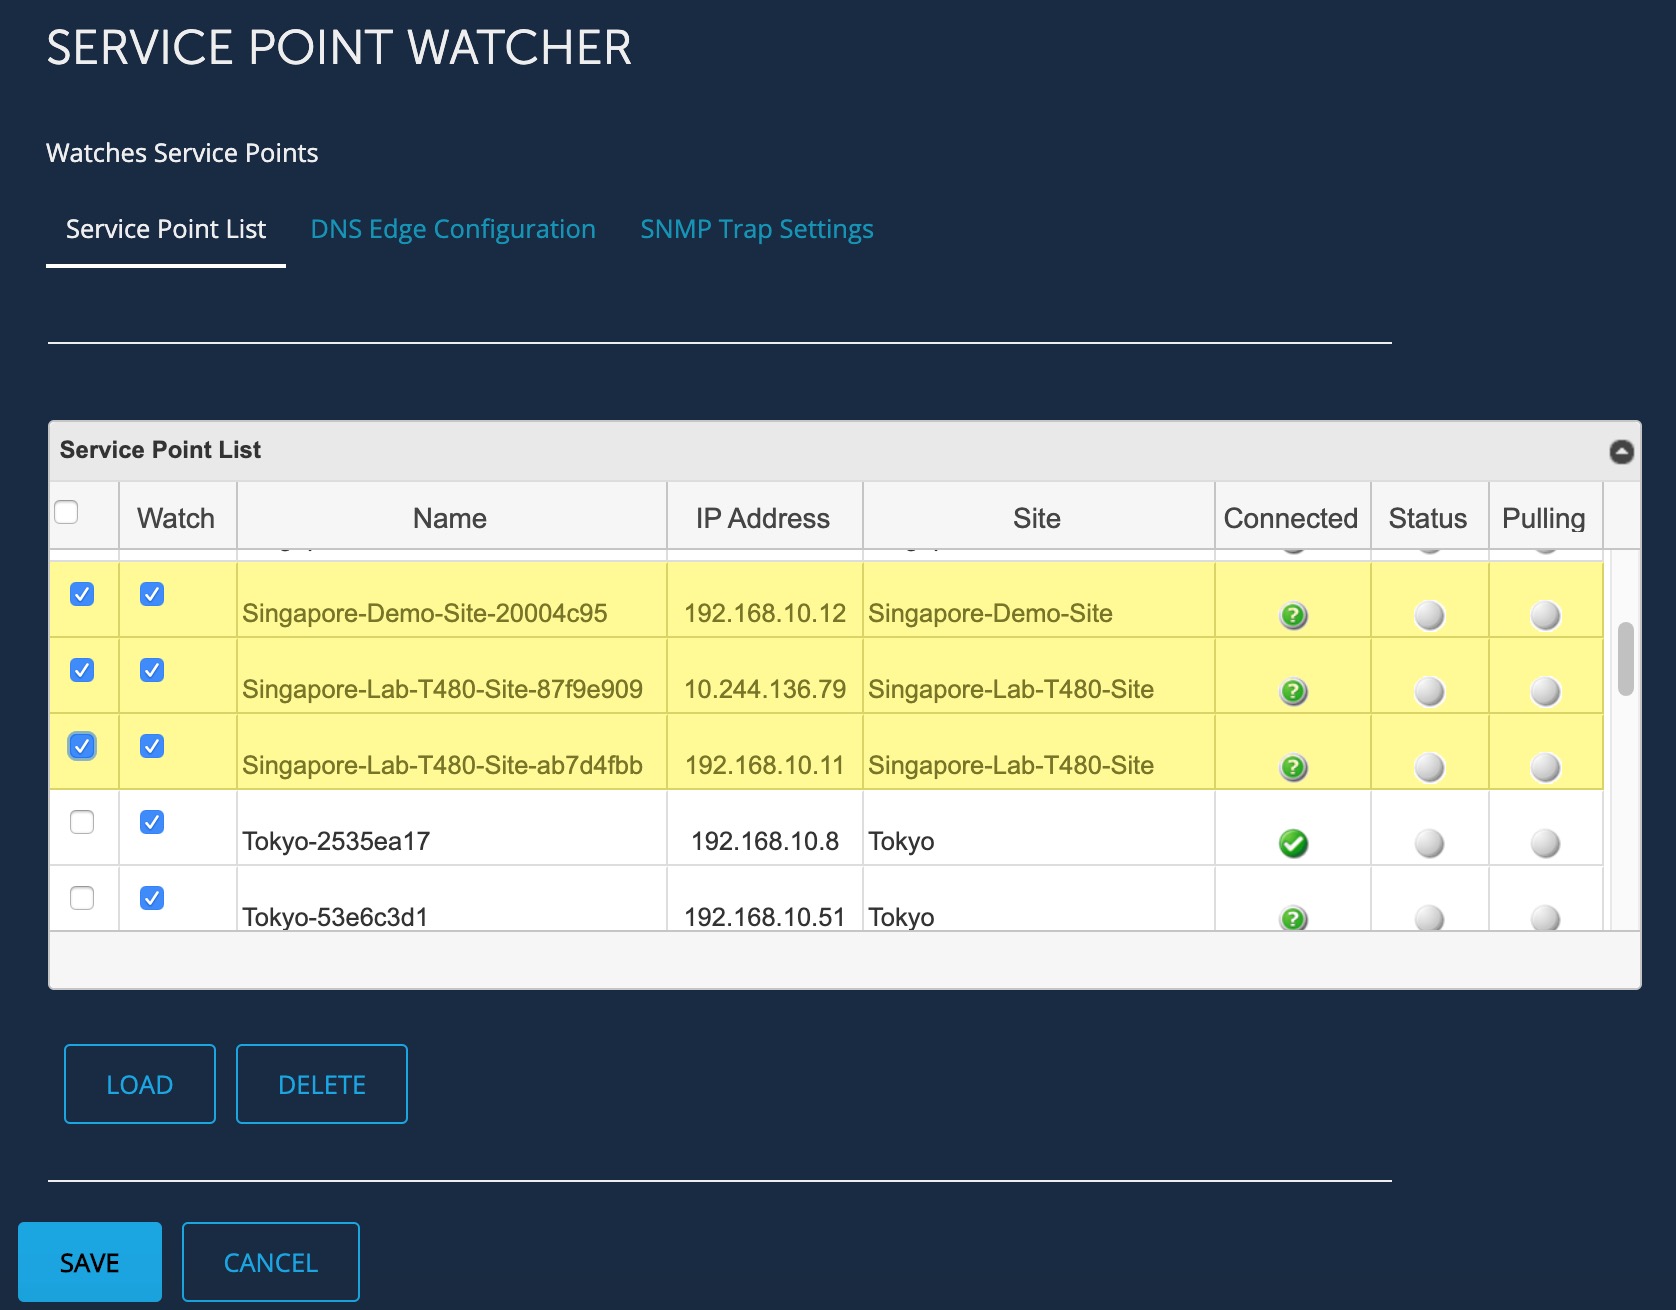 SERVICE POINT WATCHER
Watches Service Points
Service Point List DNS Edge Configuration SNMP Trap Settings
Service Point List
Watch Name IP Address Site Connected Status Pulling
Singapore-Demo-Site-20004c95 192.168.10.12 Singapore-Demo-Site
Singapore-Lab-T480-Site-87f9e909 10.244.136.79 Singapore-Lab-T480-Site
Singapore-Lab-T480-Site-ab7d4fbb 192.168.10.11 Singapore-Lab-T480-Site
Tokyo-2535ea17 192.168.10.8 Tokyo
Tokyo-53e6c3d1 192.168.10.51 Tokyo
LOAD DELETE
SAVE CANCEL